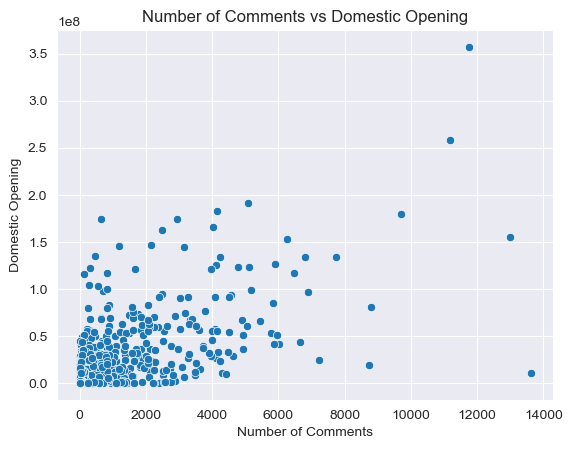 Number of Comments vs Domestic Opening
1e8
3.5
3.0
2.5
2.0
1.5
1.0
0.5
0.0
Domestic Opening
0 2000 4000 6000 8000 10000 12000 14000
Number of Comments